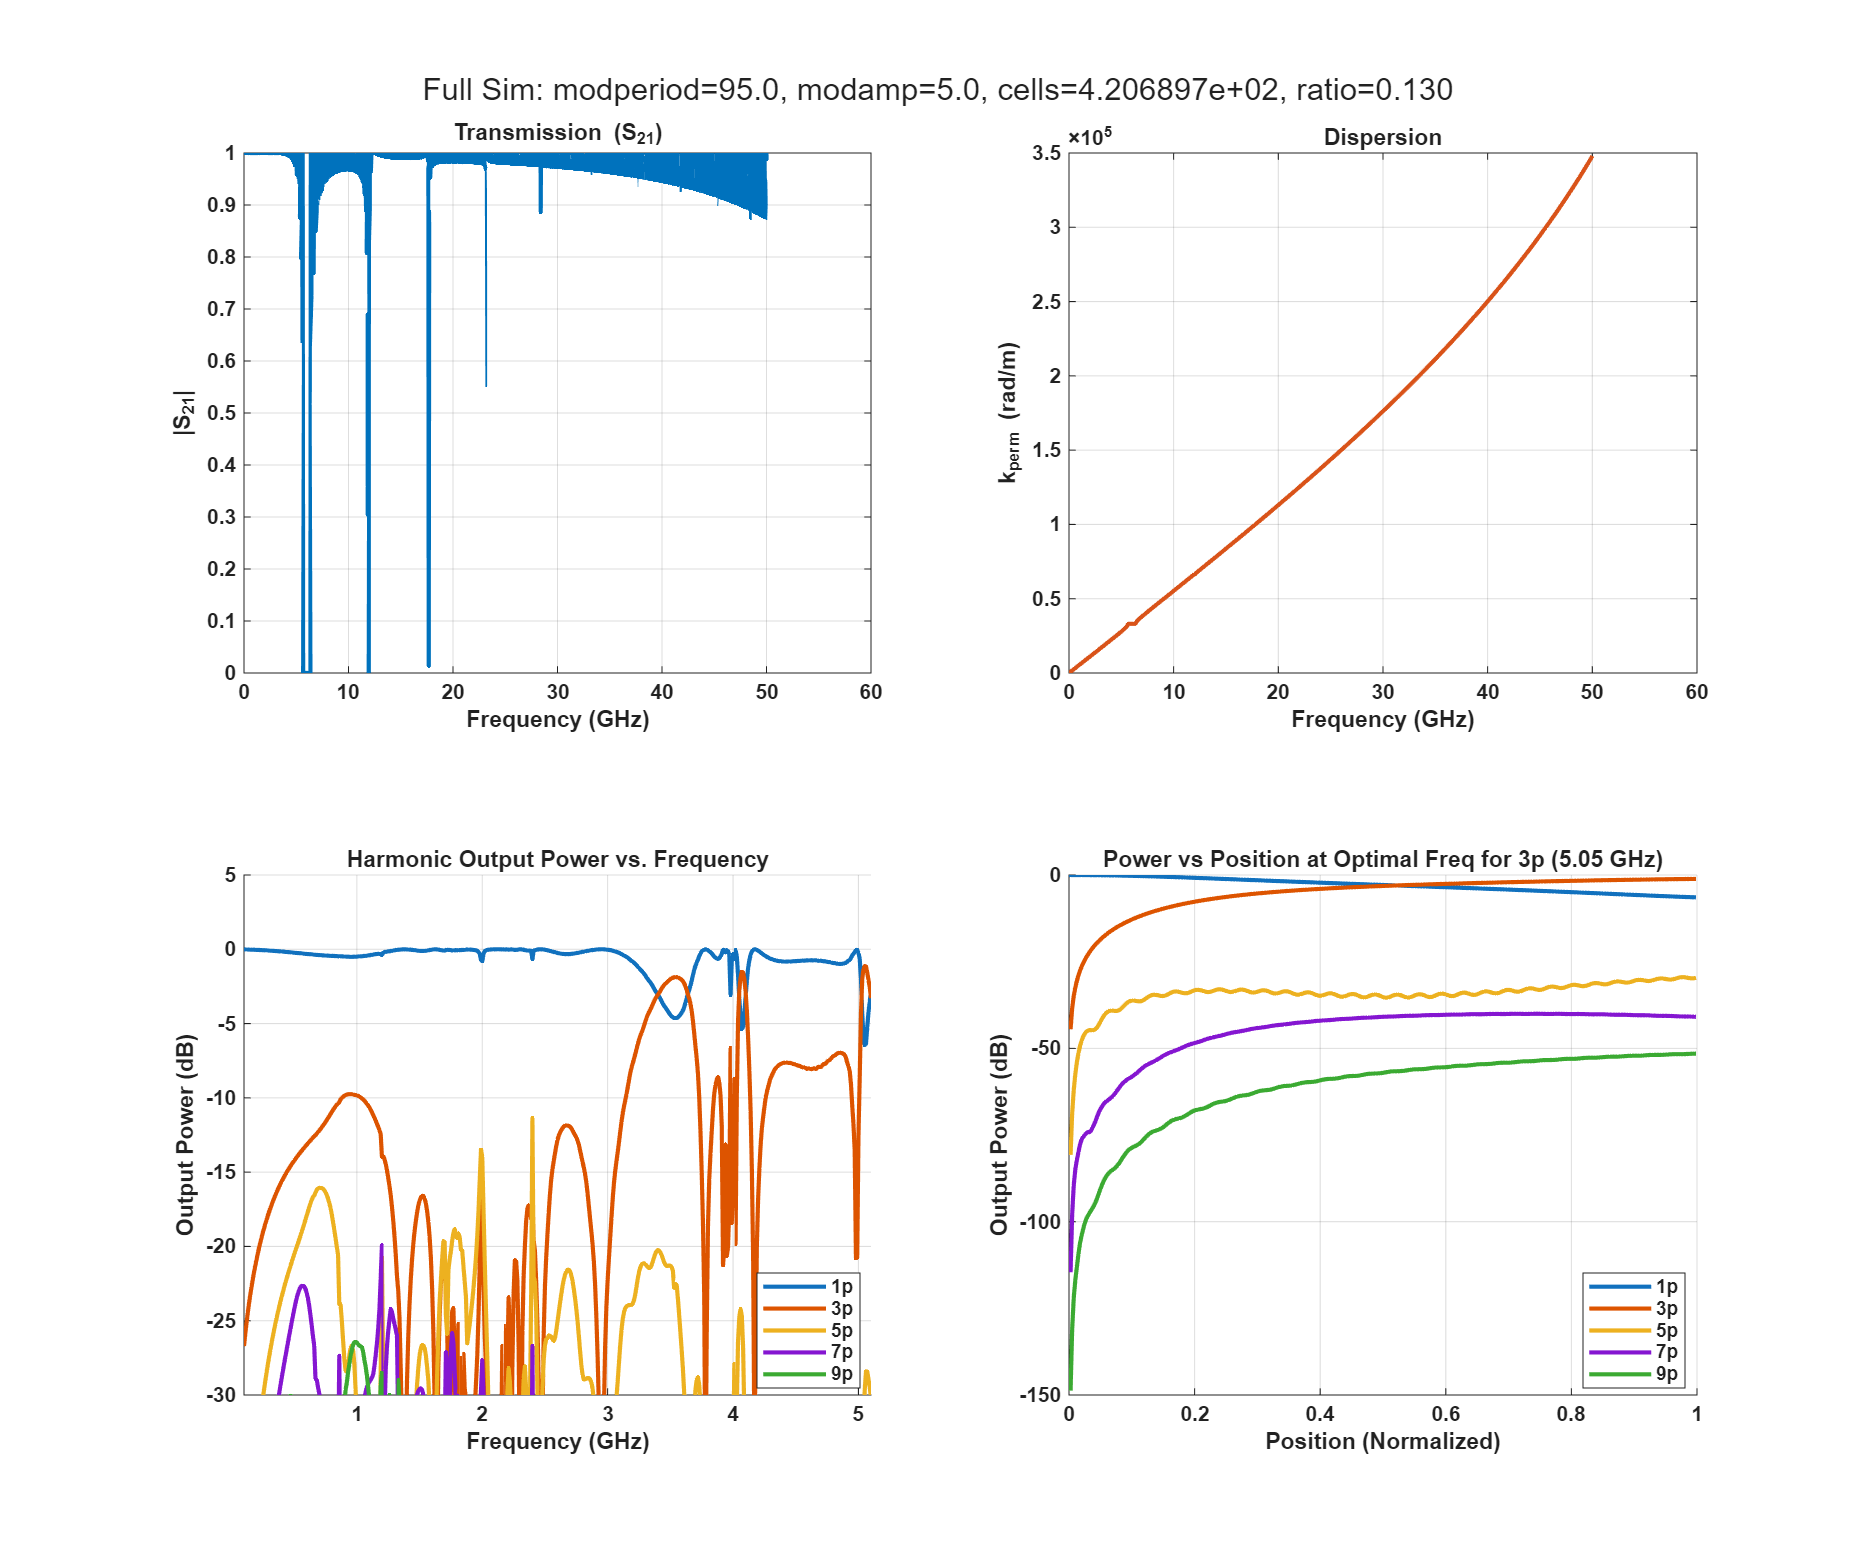 Full Sim: modperiod=95.0, modamp=5.0, cells=4.206897e+02, ratio=0.130
Transmission (S21)
1
0.9
0.8
0.7
0.6
0.5
0.4
0.3
0.2
0.1
0
|S21|
0 10 20 30 40 50 60
Frequency (GHz)
×10^5
Dispersion
3.5
3
2.5
2
1.5
1
0.5
0
kperm (rad/m)
0 10 20 30 40 50 60
Frequency (GHz)
Harmonic Output Power vs. Frequency
5
0
-5
-10
-15
-20
-25
-30
Output Power (dB)
1 2 3 4 5
Frequency (GHz)
1p
3p
5p
7p
9p
Power vs Position at Optimal Freq for 3p (5.05 GHz)
0
-50
-100
-150
Output Power (dB)
0 0.2 0.4 0.6 0.8 1
Position (Normalized)
1p
3p
5p
7p
9p